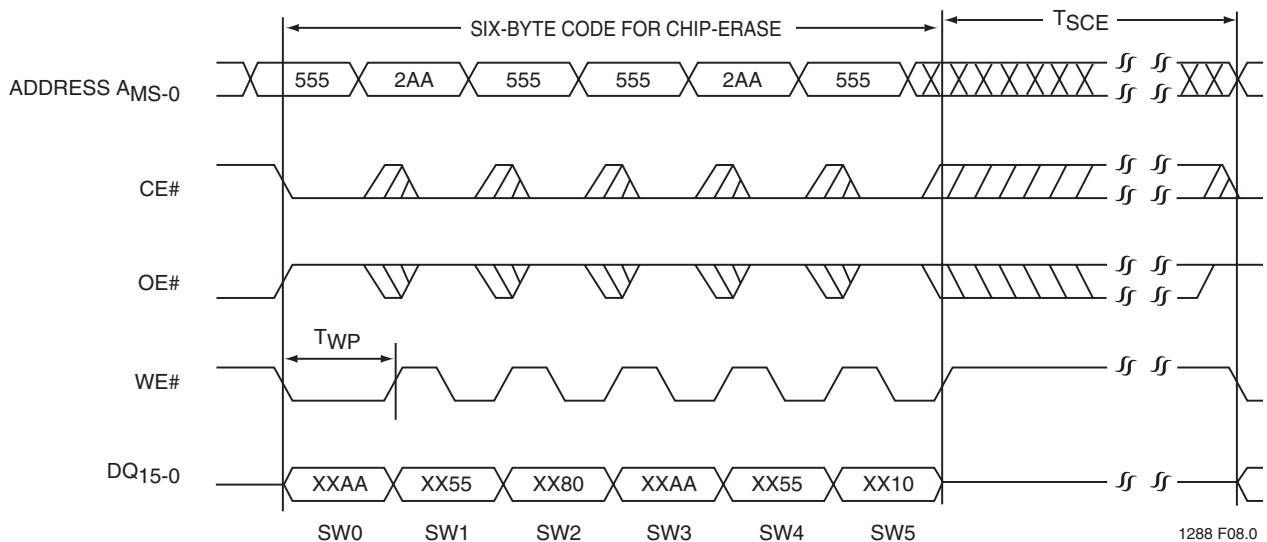 SIX-BYTE CODE FOR CHIP-ERASE TSCE
ADDRESS AMS-0 555 2AA 555 555 2AA 555
CE#
OE#
TWP
WE#
DQ15-0 XXAA XX55 XX80 XXAA XX55 XX10
SW0 SW1 SW2 SW3 SW4 SW5
1288 F08.0